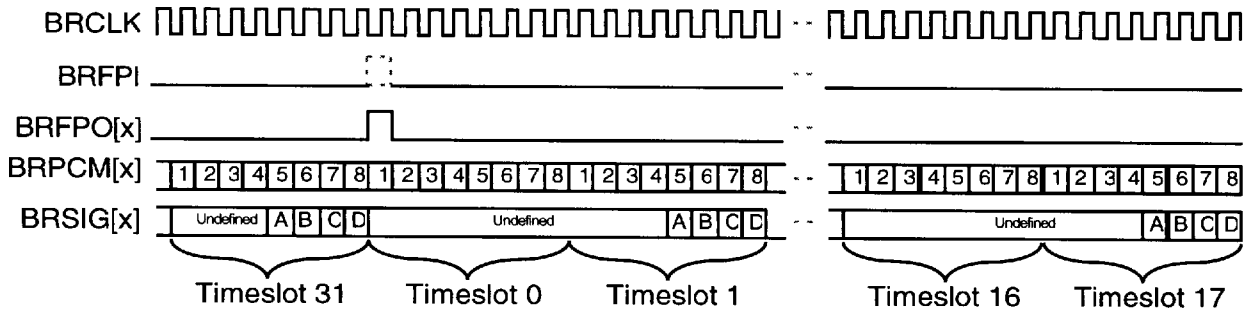 BRCLK
BRFPI
BRFPO[x]
BRPCM[x] 1 2 3 4 5 6 7 8 1 2 3 4 5 6 7 8 1 2 3 4 5 6 7 8 1 2 3 4 5 6 7 8 1 2 3 4 5 6 7 8
BRSIG[x] Undefined A B C D Undefined A B C D Undefined A B C D
Timeslot 31 Timeslot 0 Timeslot 1 Timeslot 16 Timeslot 17